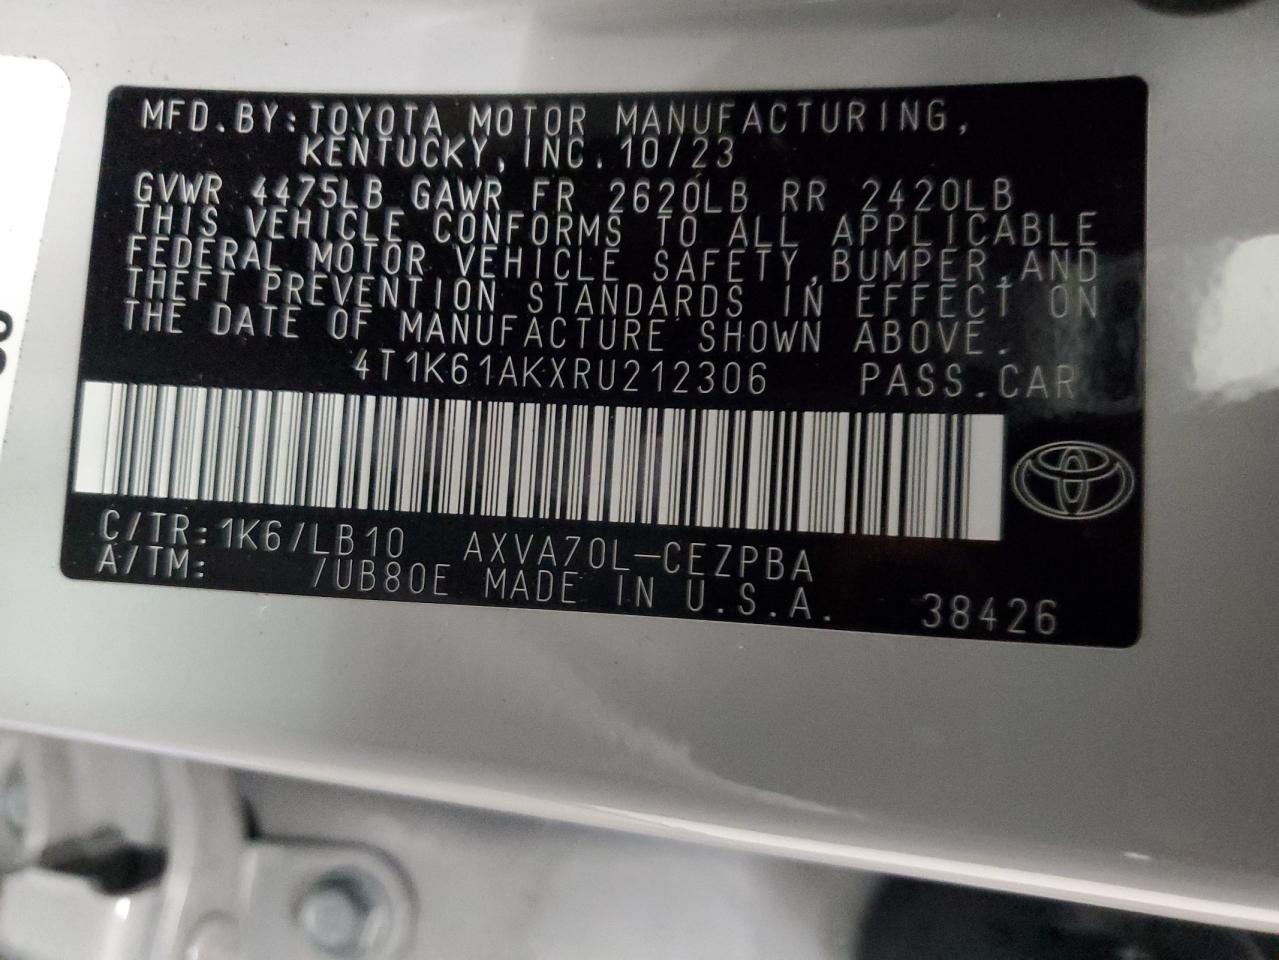 MFD.BY:TOYOTA MOTOR MANUFACTURING,
KENTUCKY,INC.10/23
GVWR 4475LB GAWR FR 2620LB RR 2420LB
THIS VEHICLE CONFORMS TO ALL APPLICABLE
FEDERAL MOTOR VEHICLE SAFETY,BUMPER,AND
THEFT PREVENTION STANDARDS IN EFFECT ON
THE DATE OF MANUFACTURE SHOWN ABOVE.
4T1K61AKXRU212306 PASS.CAR
C/TR:1K6/LB10 AXVA70L-CEZPBA
A/TM: /UB80E MADE IN U.S.A. 38426